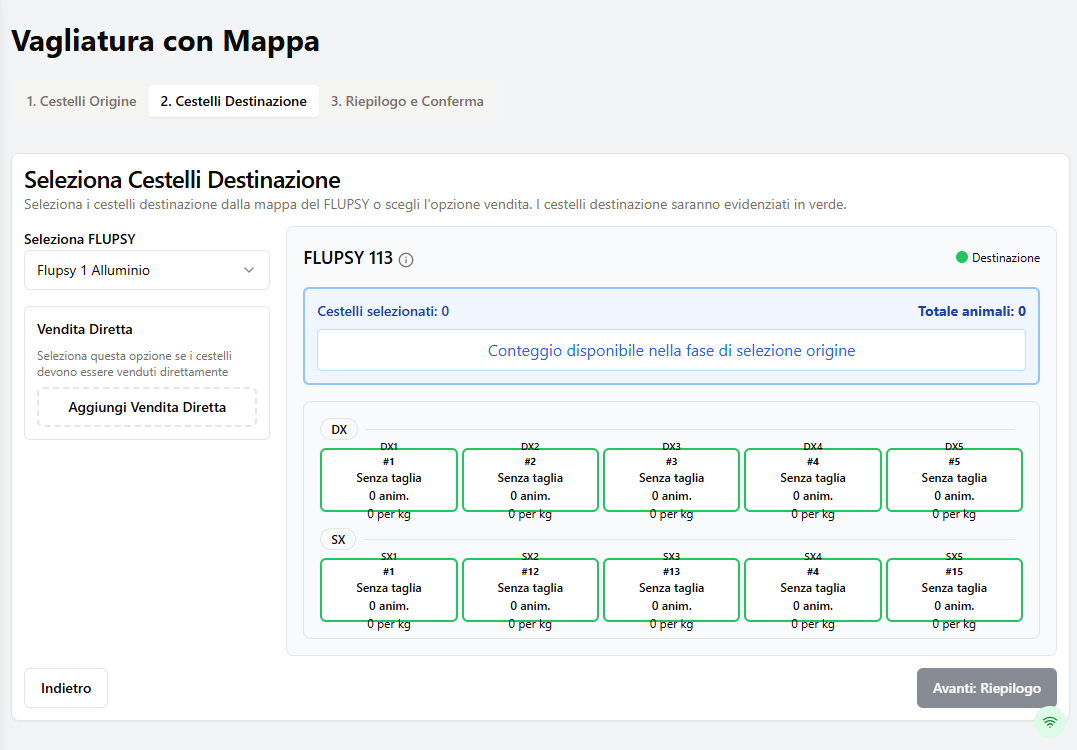 Vagliatura con Mappa
1. Cestelli Origine
2. Cestelli Destinazione
3. Riepilogo e Conferma
Seleziona Cestelli Destinazione
Seleziona i cestelli destinazione dalla mappa del FLUPSY o scegli l'opzione vendita. I cestelli destinazione saranno evidenziati in verde.
Seleziona FLUPSY
Flupsy 1 Alluminio
Vendita Diretta
Seleziona questa opzione se i cestelli
devono essere venduti direttamente
Aggiungi Vendita Diretta
FLUPSY 113
Destinazione
Cestelli selezionati: 0
Totale animali: 0
Conteggio disponibile nella fase di selezione origine
DX
DX1
#1
Senza taglia
0 anim.
0 per kg
DX2
#2
Senza taglia
0 anim.
0 per kg
DX3
#3
Senza taglia
0 anim.
0 per kg
DX4
#4
Senza taglia
0 anim.
0 per kg
DX5
#5
Senza taglia
0 anim.
0 per kg
SX
SX1
#1
Senza taglia
0 anim.
0 per kg
SX2
#12
Senza taglia
0 anim.
0 per kg
SX3
#13
Senza taglia
0 anim.
0 per kg
SX4
#4
Senza taglia
0 anim.
0 per kg
SX5
#15
Senza taglia
0 anim.
0 per kg
Indietro
Avanti: Riepilogo